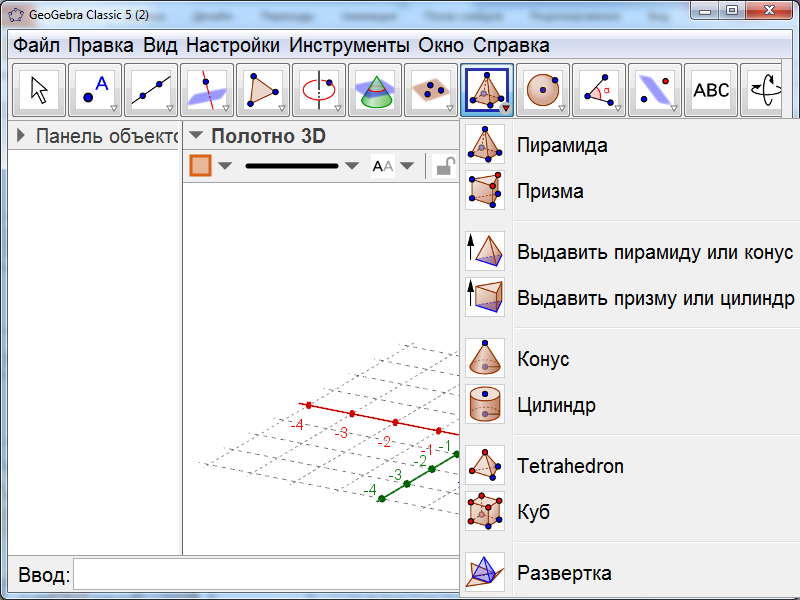 GeoGebra Classic 5 (2)
Файл Правка Вид Настройки Инструменты Окно Справка
A
α
ABC
Панель объекто
Полотно 3D
AA
Пирамида
Призма
Выдавить пирамиду или конус
Выдавить призму или цилиндр
Конус
Цилиндр
Tetrahedron
Куб
Развертка
-4
-3
-2
-1
-1
-2
-3
-4
Ввод: